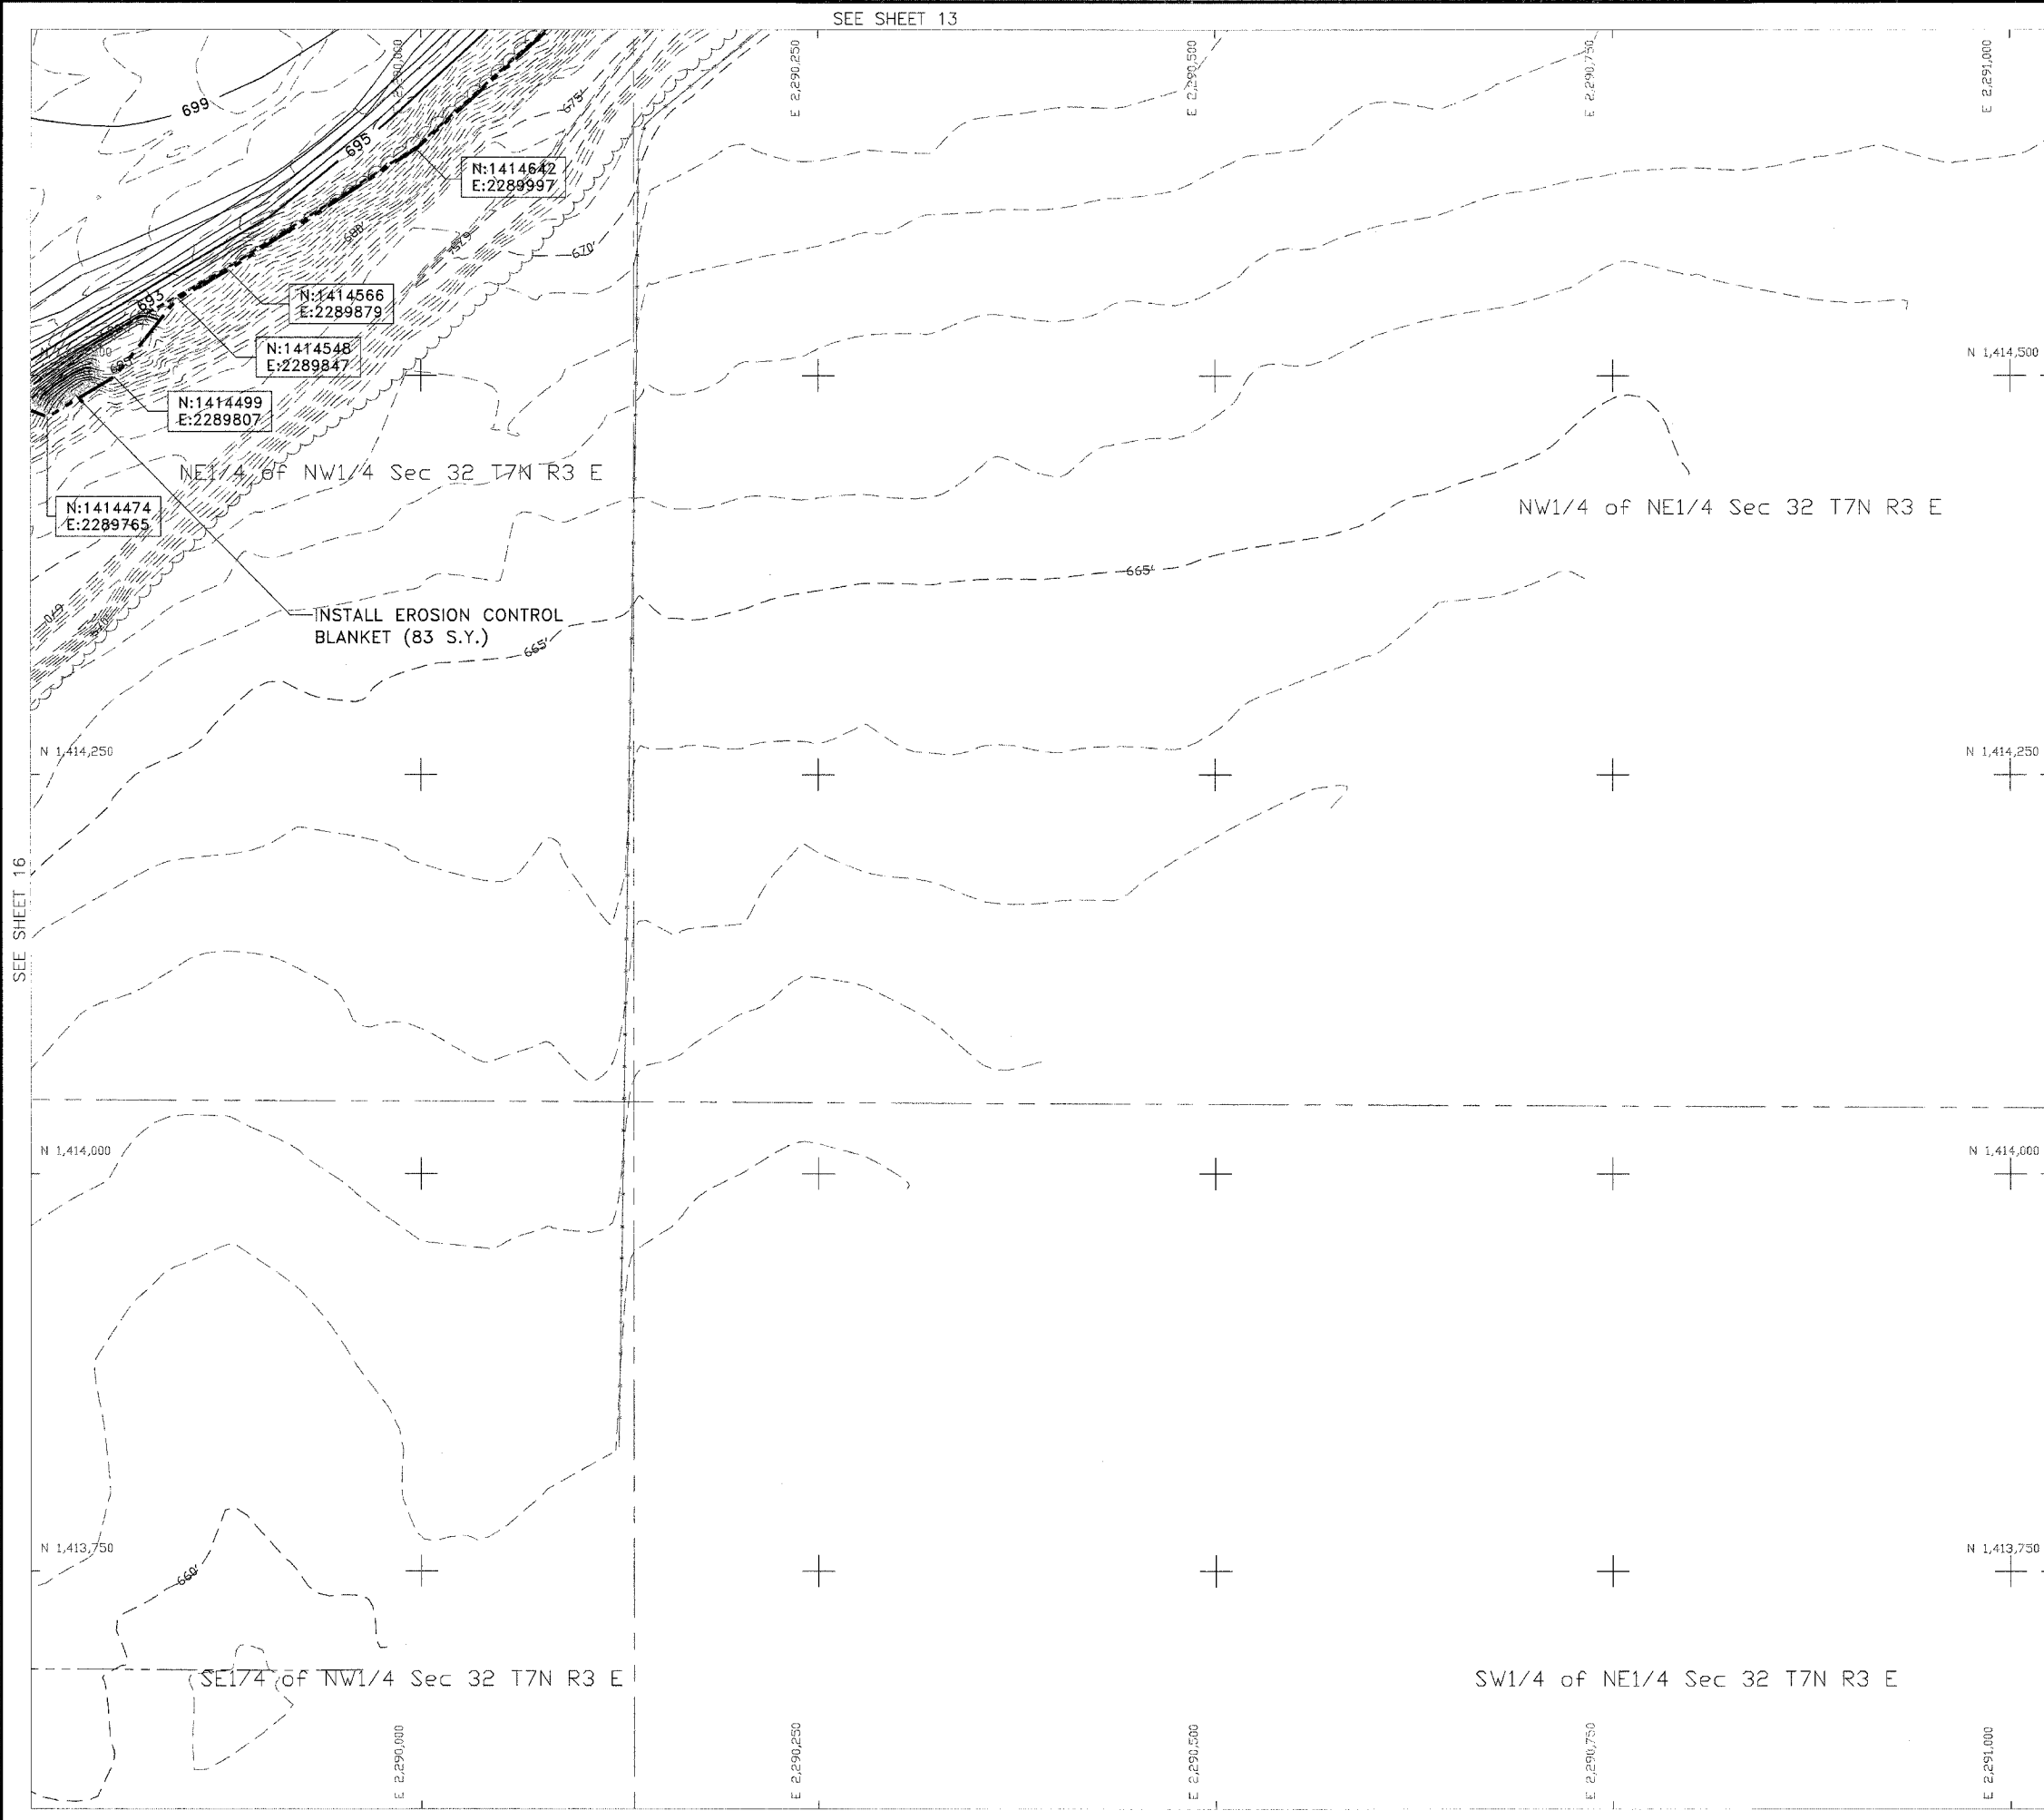 SEE SHEET 13
E 2,290,250
E 2,290,500
E 2,290,750
E 2,291,000
699
695
675'
N:1414642
E:2289997
680
675'
670'
693
N:1414566
E:2289879
N:1414548
E:2289847
N 1,414,500
N:1414499
E:2289807
NE1/4 of NW1/4 Sec 32 T7N R3 E
N:1414474
E:2289765
NW1/4 of NE1/4 Sec 32 T7N R3 E
665'
670
INSTALL EROSION CONTROL
BLANKET (83 S.Y.)
665'
N 1,414,250
N 1,414,250
SEE SHEET 16
N 1,414,000
N 1,414,000
N 1,413,750
N 1,413,750
660'
SE1/4 of NW1/4 Sec 32 T7N R3 E
SW1/4 of NE1/4 Sec 32 T7N R3 E
E 2,290,000
E 2,290,250
E 2,290,500
E 2,290,750
E 2,291,000